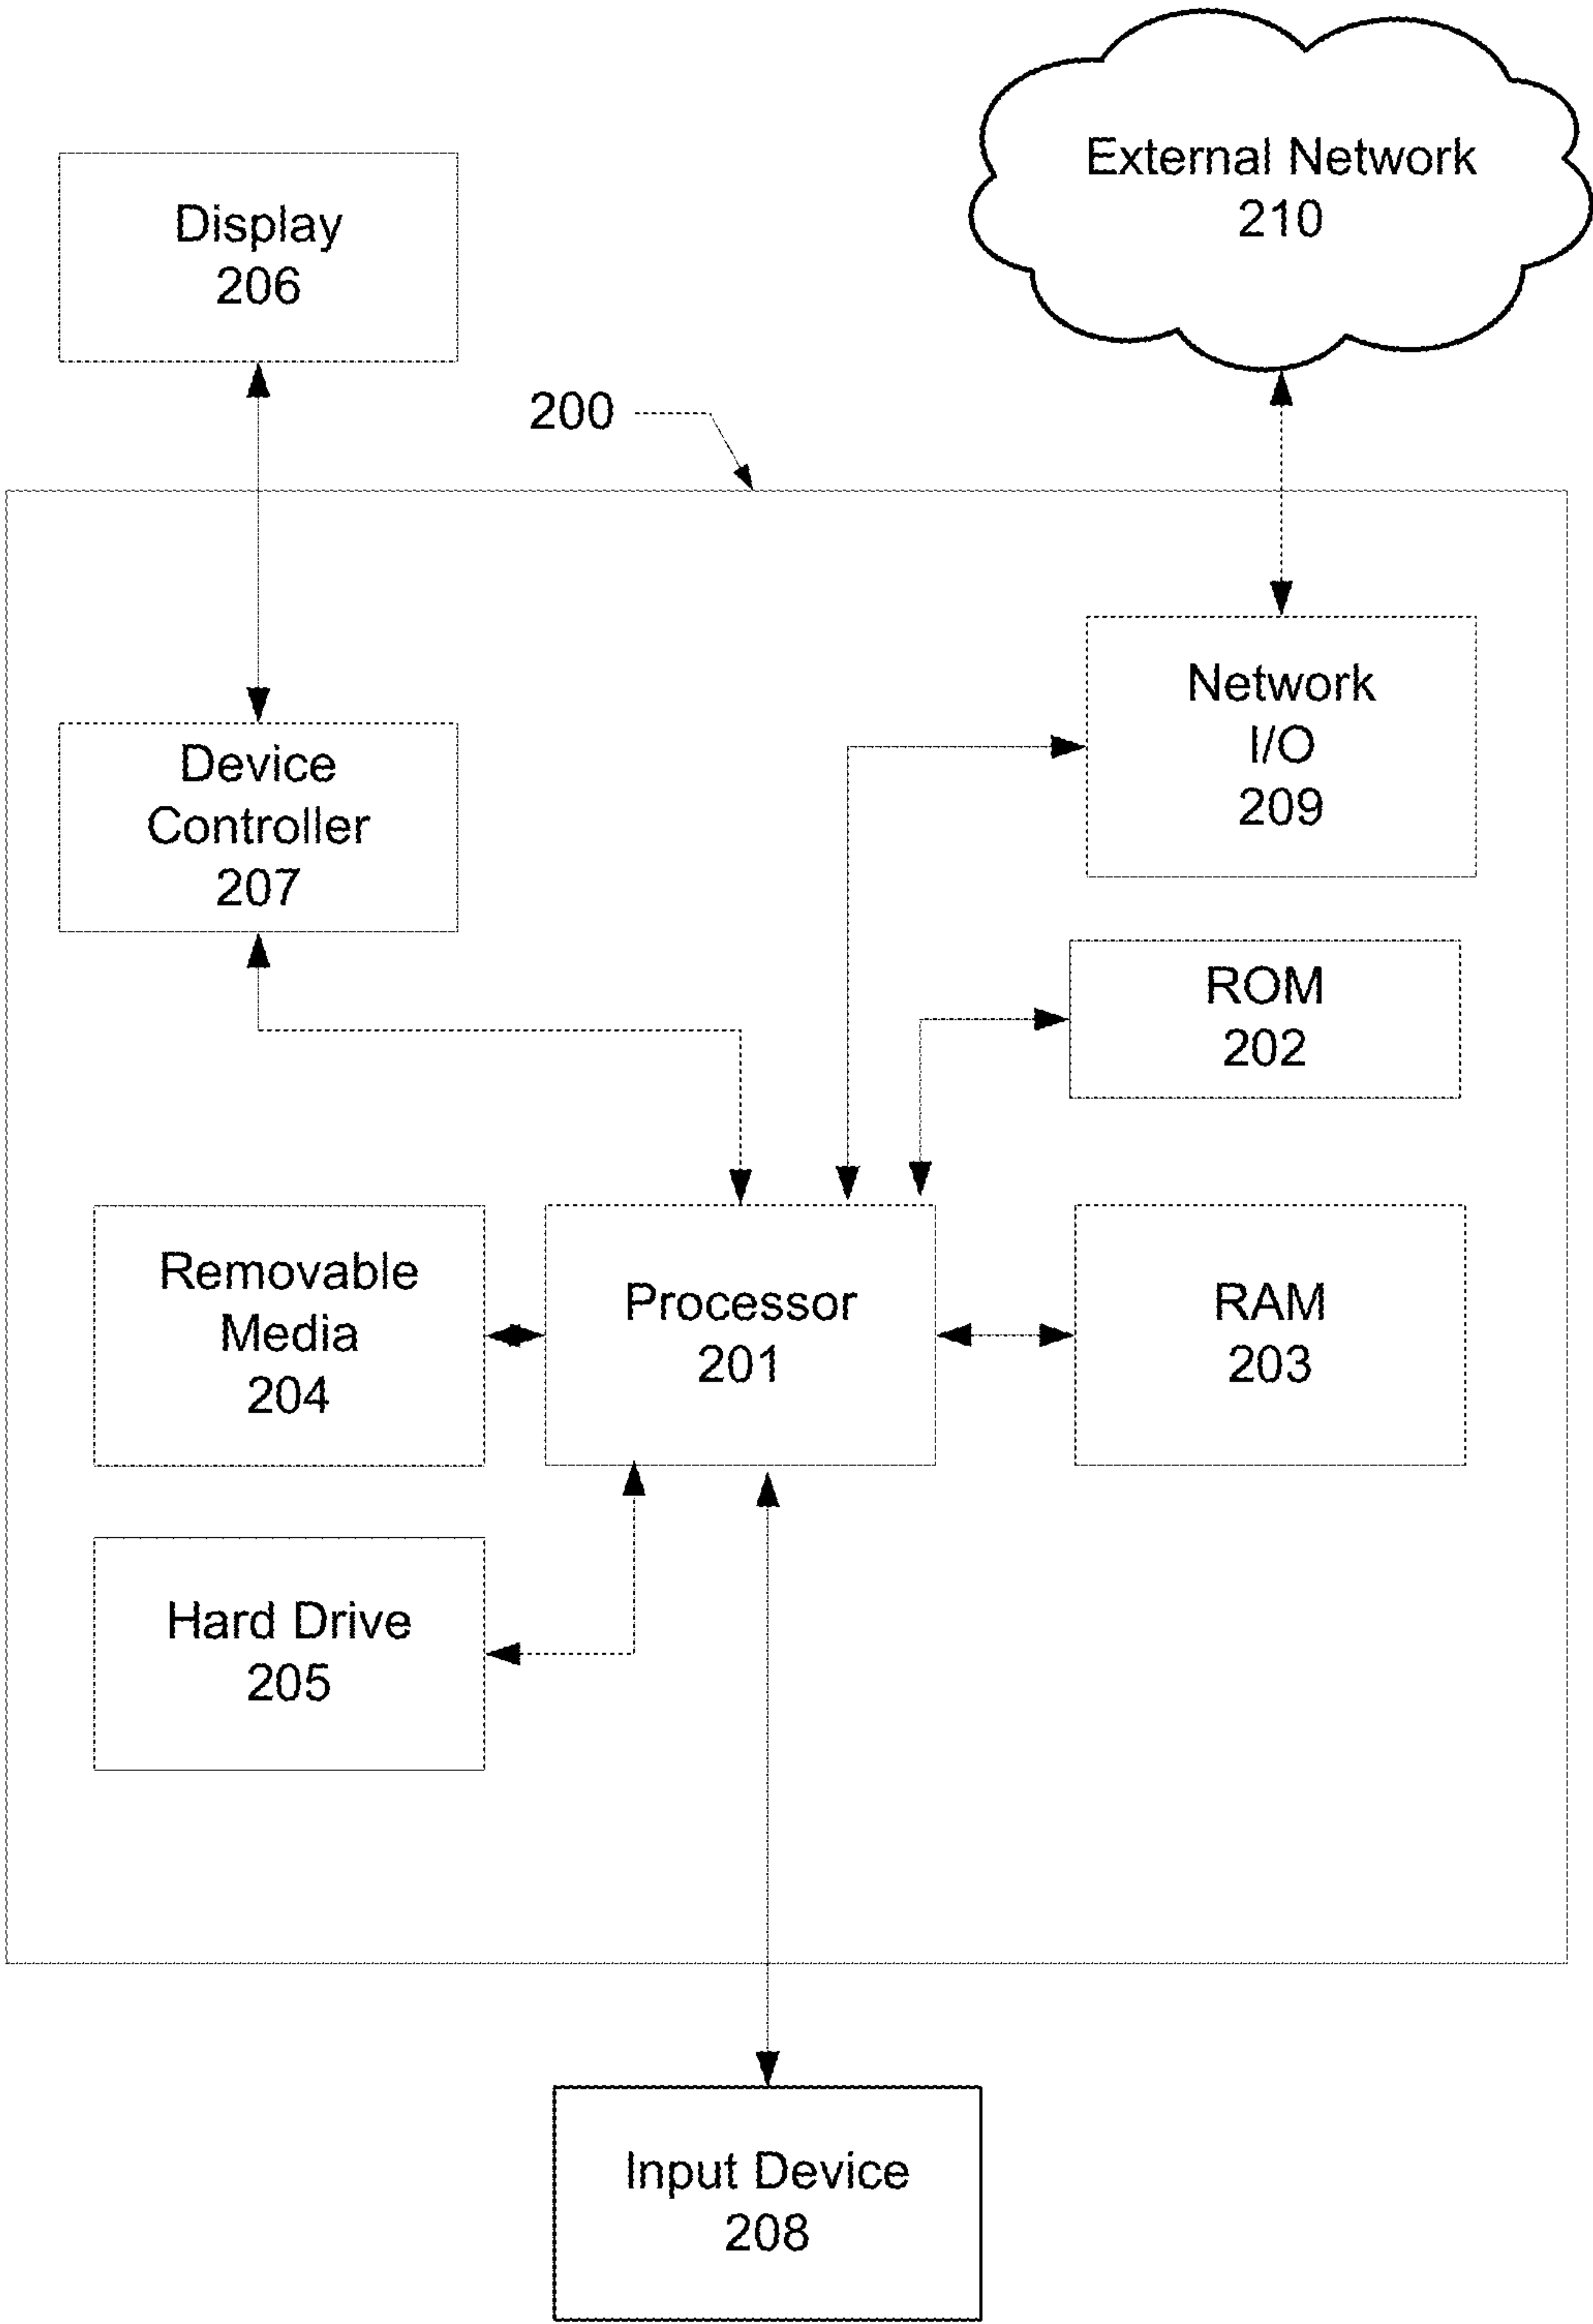 External Network
210
Display
206
200
Network
I/O
209
Device
Controller
207
ROM
202
Removable
Media
204
Processor
201
RAM
203
Hard Drive
205
Input Device
208